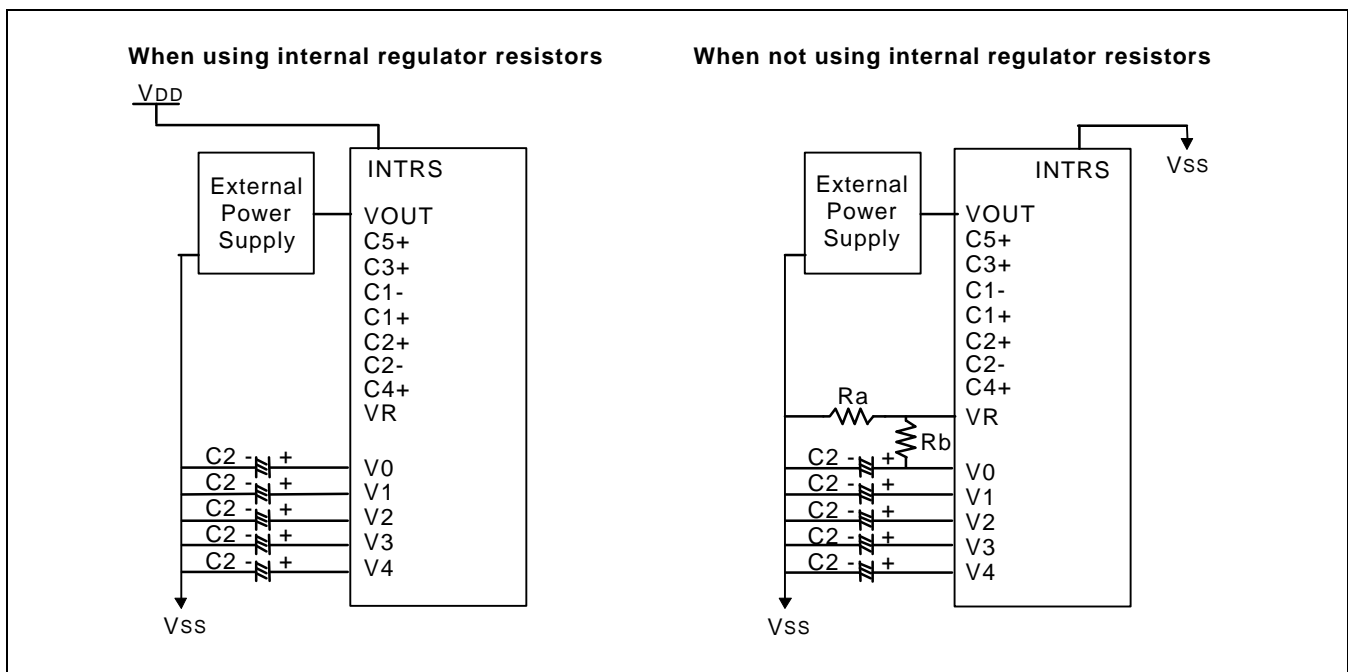 When using internal regulator resistors
VDD
INTRS
External
Power
Supply
VOUT
C5+
C3+
C1-
C1+
C2+
C2-
C4+
VR
C2 - + V0
C2 - + V1
C2 - + V2
C2 - + V3
C2 - + V4
VSS
When not using internal regulator resistors
INTRS
VSS
External
Power
Supply
VOUT
C5+
C3+
C1-
C1+
C2+
C2-
C4+
Ra
VR
Rb
C2 - + V0
C2 - + V1
C2 - + V2
C2 - + V3
C2 - + V4
VSS